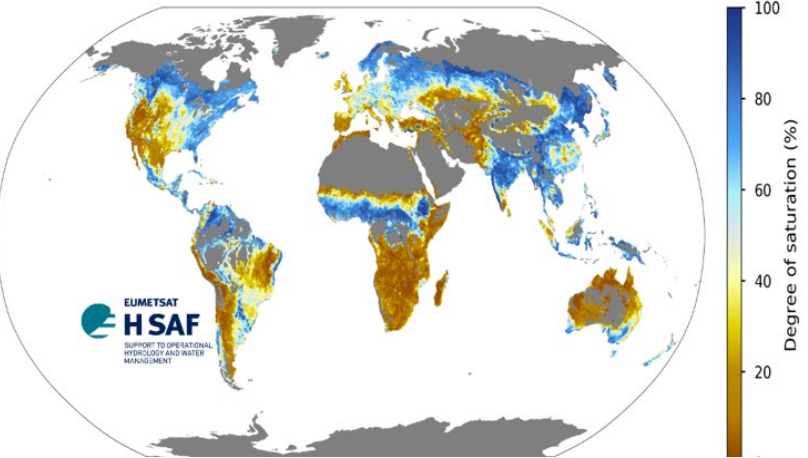 100
80
60
40
20
Degree of saturation (%)
EUMETSAT
H SAF
SUPPORT TO OPERATIONAL
HYDROLOGY AND WATER
MANAGEMENT